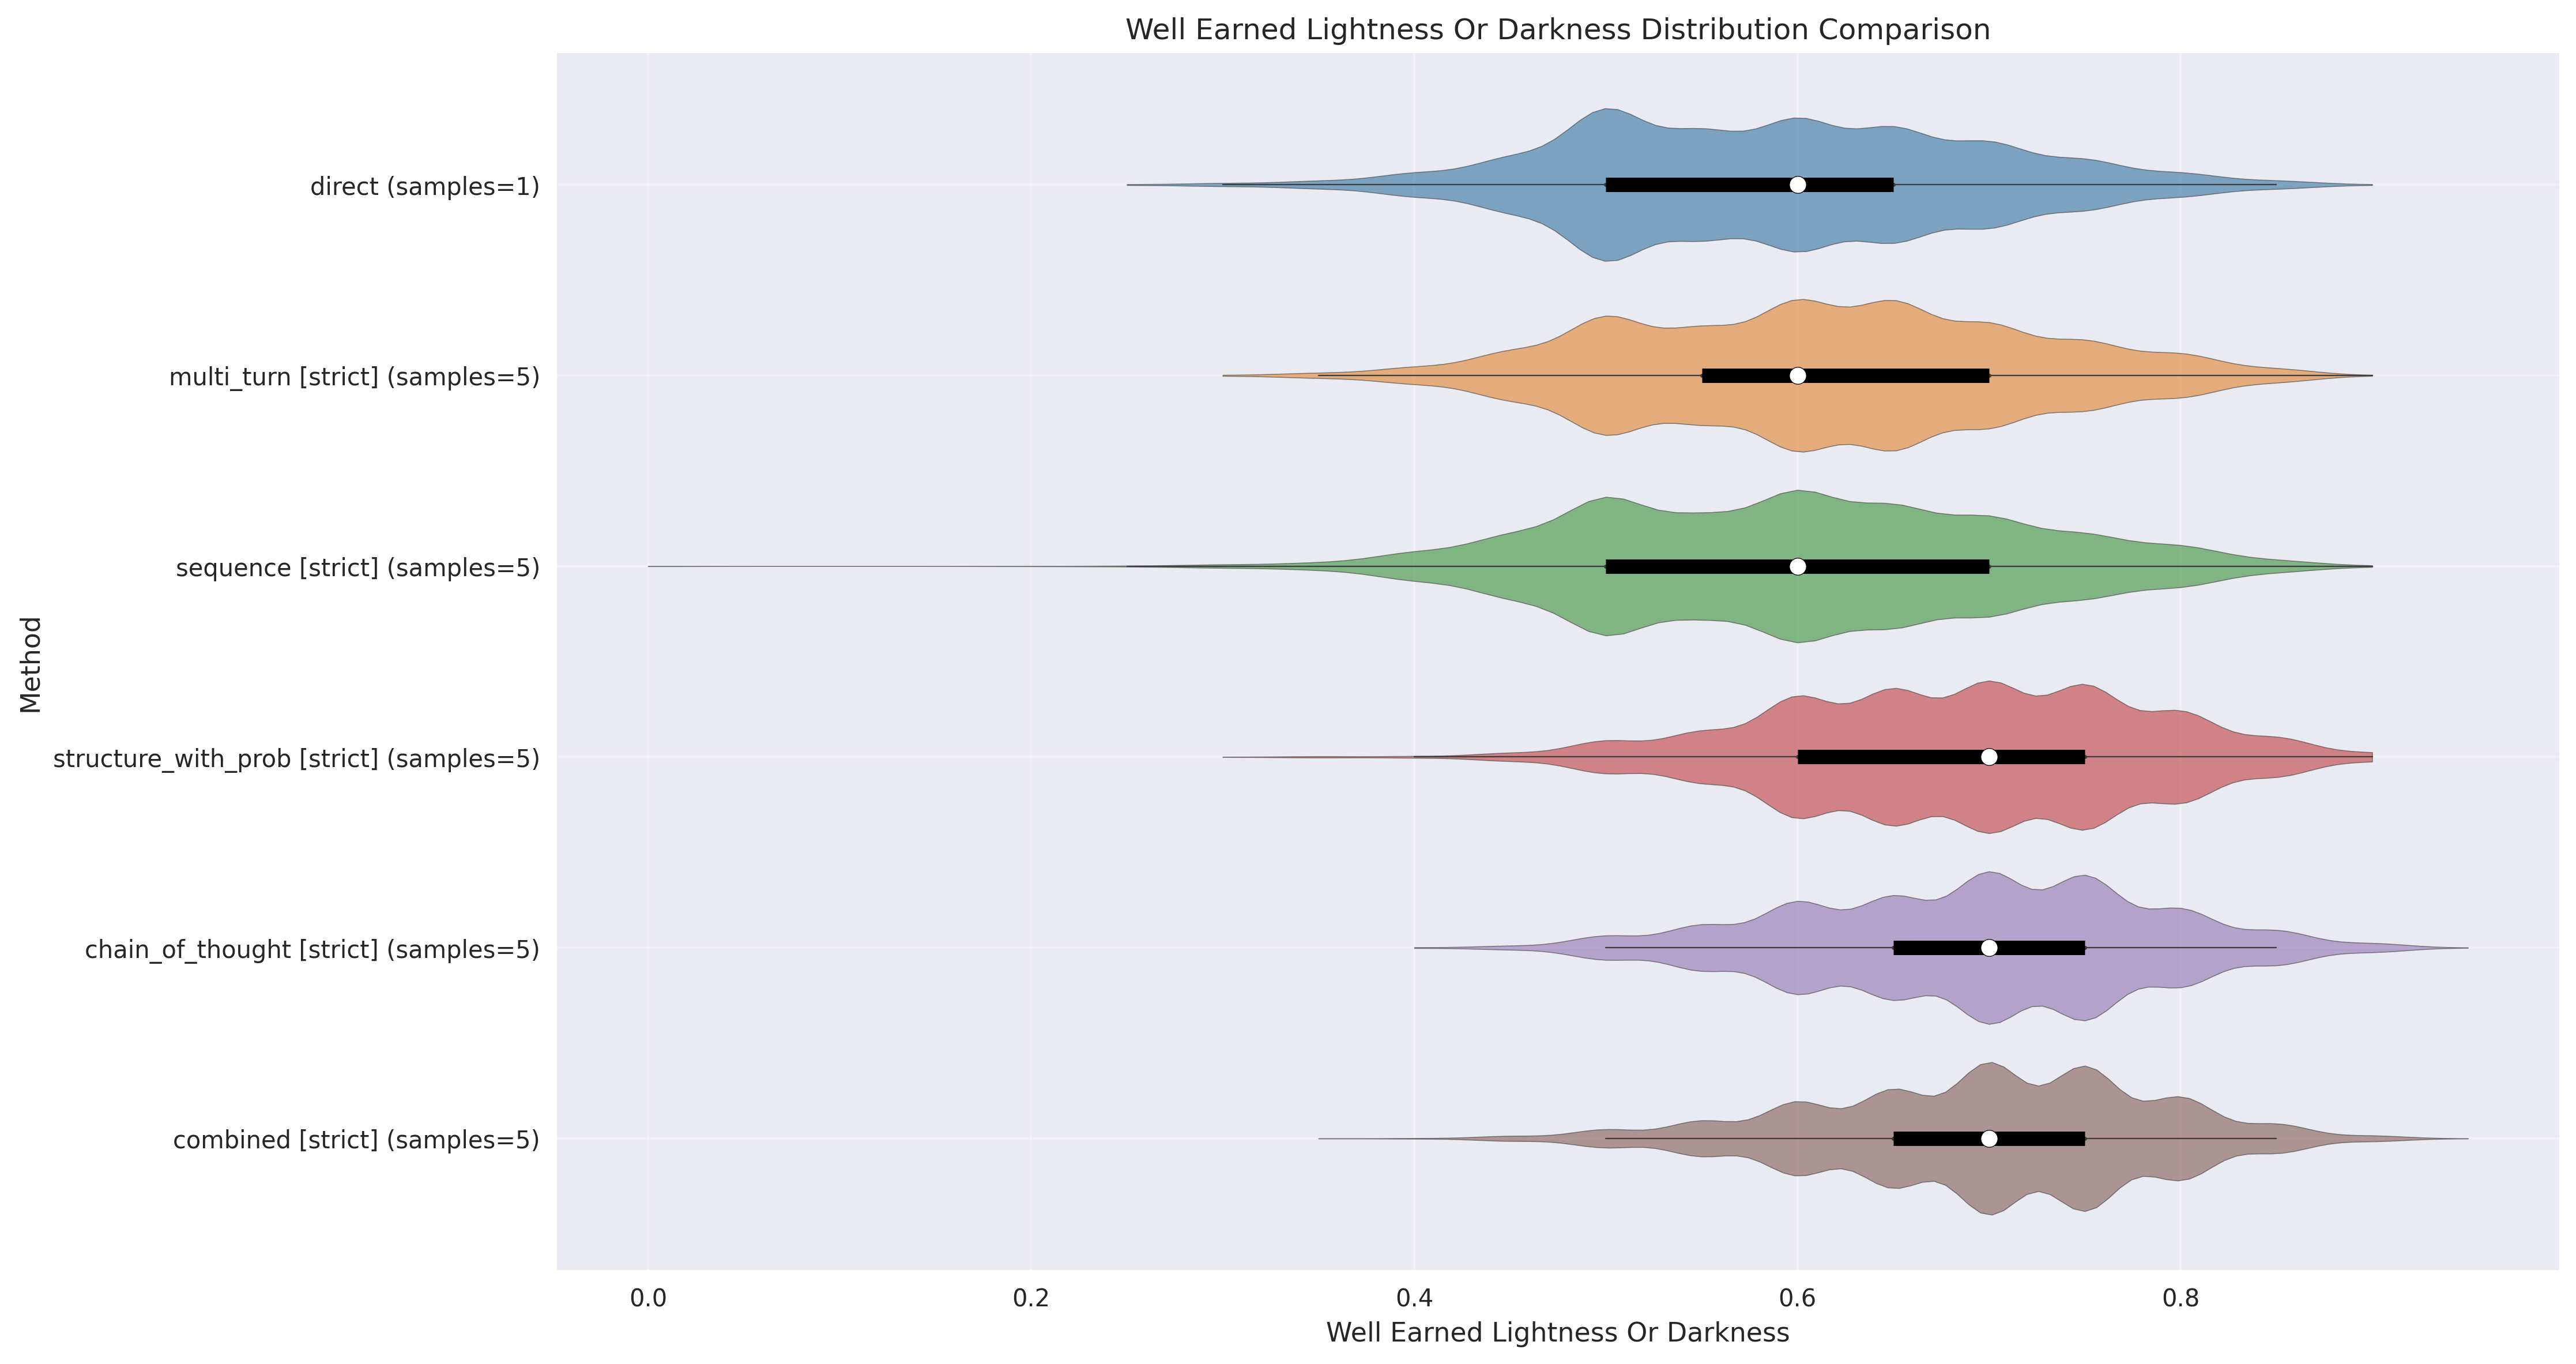 Well Earned Lightness Or Darkness Distribution Comparison
Method
direct (samples=1)
multi_turn [strict] (samples=5)
sequence [strict] (samples=5)
structure_with_prob [strict] (samples=5)
chain_of_thought [strict] (samples=5)
combined [strict] (samples=5)
0.0 0.2 0.4 0.6 0.8
Well Earned Lightness Or Darkness